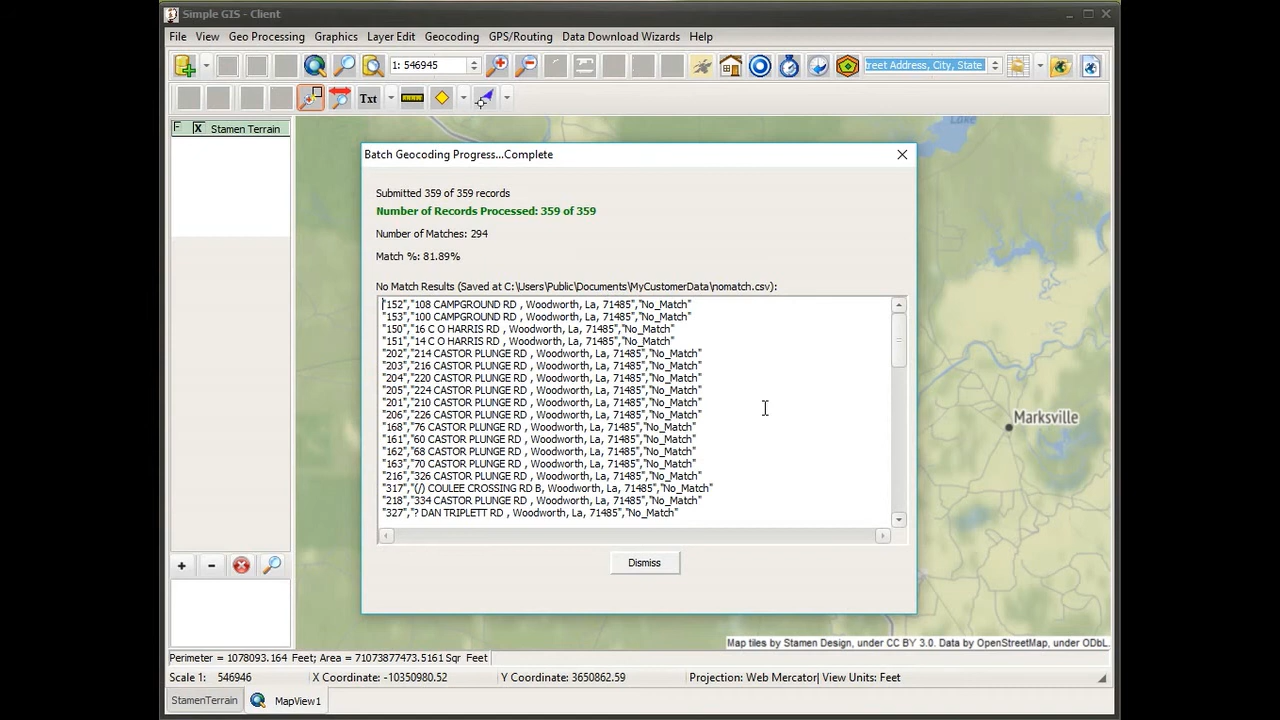 Simple GIS - Client
File View Geo Processing Graphics Layer Edit Geocoding GPS/Routing Data Download Wizards Help
1: 546945
reet Address, City, State
Txt
F X Stamen Terrain
Lake
Batch Geocoding Progress...Complete
Submitted 359 of 359 records
Number of Records Processed: 359 of 359
Number of Matches: 294
Match %: 81.89%
No Match Results (Saved at C:\Users\Public\Documents\MyCustomerData\nomatch.csv):
"152","108 CAMPGROUND RD , Woodworth, La, 71485","No_Match"
"153","100 CAMPGROUND RD , Woodworth, La, 71485","No_Match"
"150","16 C O HARRIS RD , Woodworth, La, 71485","No_Match"
"151","14 C O HARRIS RD , Woodworth, La, 71485","No_Match"
"202","214 CASTOR PLUNGE RD , Woodworth, La, 71485","No_Match"
"203","216 CASTOR PLUNGE RD , Woodworth, La, 71485","No_Match"
"204","220 CASTOR PLUNGE RD , Woodworth, La, 71485","No_Match"
"205","224 CASTOR PLUNGE RD , Woodworth, La, 71485","No_Match"
"201","210 CASTOR PLUNGE RD , Woodworth, La, 71485","No_Match"
"206","226 CASTOR PLUNGE RD , Woodworth, La, 71485","No_Match"
"168","76 CASTOR PLUNGE RD , Woodworth, La, 71485","No_Match"
"161","60 CASTOR PLUNGE RD , Woodworth, La, 71485","No_Match"
"162","68 CASTOR PLUNGE RD , Woodworth, La, 71485","No_Match"
"163","70 CASTOR PLUNGE RD , Woodworth, La, 71485","No_Match"
"216","326 CASTOR PLUNGE RD , Woodworth, La, 71485","No_Match"
"317","(/) COULEE CROSSING RD B, Woodworth, La, 71485","No_Match"
"218","334 CASTOR PLUNGE RD , Woodworth, La, 71485","No_Match"
"327","? DAN TRIPLETT RD , Woodworth, La, 71485","No_Match"
Marksville
Dismiss
Map tiles by Stamen Design, under CC BY 3.0. Data by OpenStreetMap, under ODbL.
Perimeter = 1078093.164 Feet; Area = 71073877473.5161 Sqr Feet
Scale 1: 546946 X Coordinate: -10350980.52 Y Coordinate: 3650862.59 Projection: Web Mercator| View Units: Feet
StamenTerrain MapView1